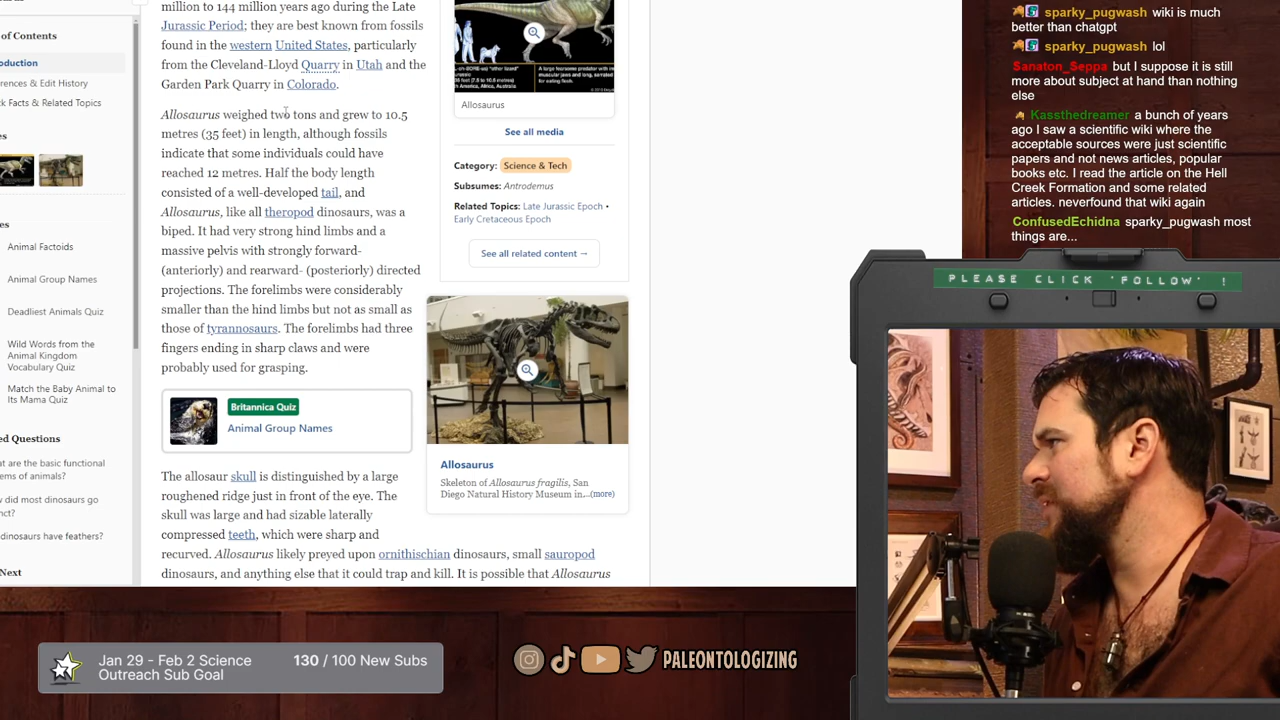 of Contents
oduction
rences & Edit History
k Facts & Related Topics
es
es
Animal Factoids
Animal Group Names
Deadliest Animals Quiz
Wild Words from the
Animal Kingdom
Vocabulary Quiz
Match the Baby Animal to
Its Mama Quiz
ed Questions
at are the basic functional
ems of animals?
w did most dinosaurs go
nct?
dinosaurs have feathers?
Next
million to 144 million years ago during the Late
Jurassic Period; they are best known from fossils
found in the western United States, particularly
from the Cleveland-Lloyd Quarry in Utah and the
Garden Park Quarry in Colorado.
Allosaurus weighed two tons and grew to 10.5
metres (35 feet) in length, although fossils
indicate that some individuals could have
reached 12 metres. Half the body length
consisted of a well-developed tail, and
Allosaurus, like all theropod dinosaurs, was a
biped. It had very strong hind limbs and a
massive pelvis with strongly forward-
(anteriorly) and rearward- (posteriorly) directed
projections. The forelimbs were considerably
smaller than the hind limbs but not as small as
those of tyrannosaurs. The forelimbs had three
fingers ending in sharp claws and were
probably used for grasping.
Britannica Quiz
Animal Group Names
The allosaur skull is distinguished by a large
roughened ridge just in front of the eye. The
skull was large and had sizable laterally
compressed teeth, which were sharp and
recurved. Allosaurus likely preyed upon ornithischian dinosaurs, small sauropod
dinosaurs, and anything else that it could trap and kill. It is possible that Allosaurus
Allosaurus
See all media
Category: Science & Tech
Subsumes: Antrodemus
Related Topics: Late Jurassic Epoch •
Early Cretaceous Epoch
See all related content →
Allosaurus
Skeleton of Allosaurus fragilis, San
Diego Natural History Museum in...(more)
sparky_pugwash wiki is much
better than chatgpt
sparky_pugwash lol
Sanaton_Seppa but I suppose it is still
more about subject at hand than nothing
else
Kassthedreamer a bunch of years
ago I saw a scientific wiki where the
acceptable sources were just scientific
papers and not news articles, popular
books etc. I read the article on the Hell
Creek Formation and some related
articles. neverfound that wiki again
ConfusedEchidna sparky_pugwash most
things are...
PLEASE CLICK 'FOLLOW' !
Jan 29 - Feb 2 Science
Outreach Sub Goal
130 / 100 New Subs
PALEONTOLOGIZING